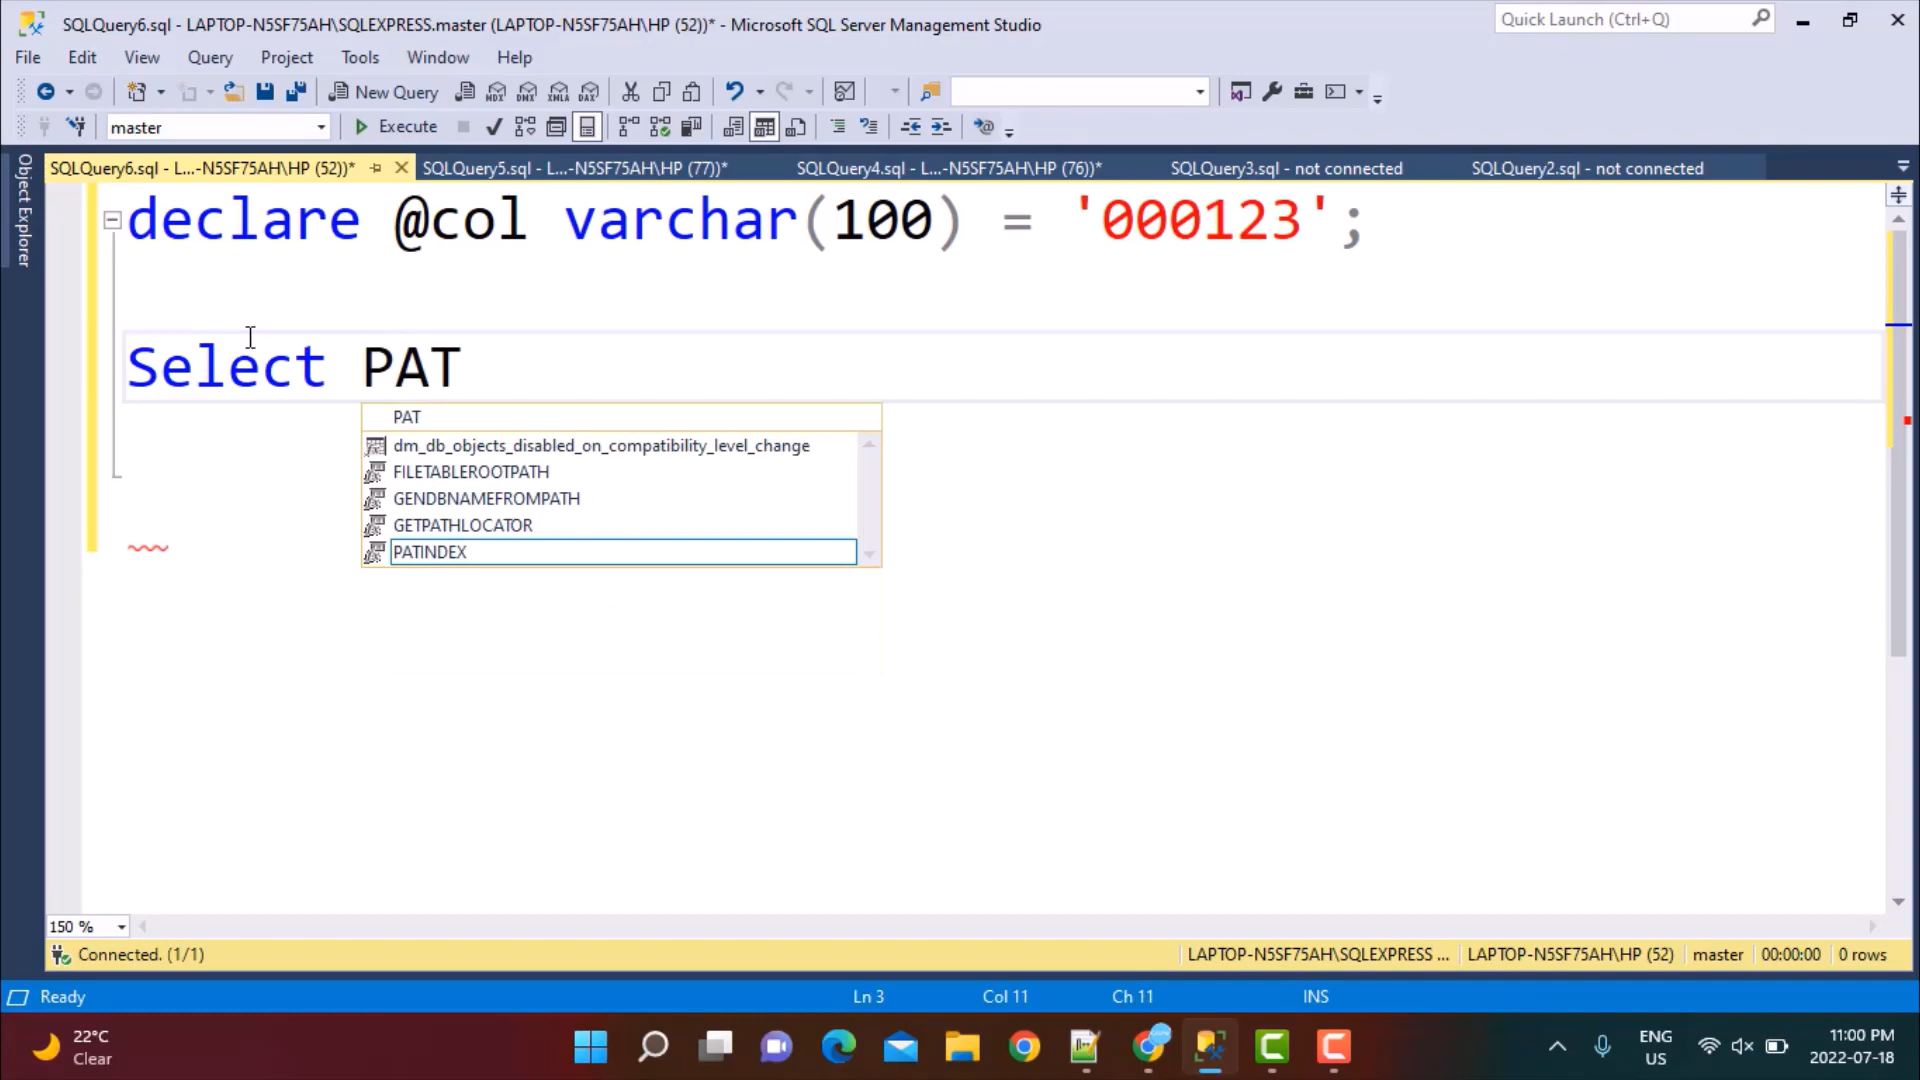 SQLQuery6.sql - LAPTOP-N5SF75AH\SQLEXPRESS.master (LAPTOP-N5SF75AH\HP (52))* - Microsoft SQL Server Management Studio
Quick Launch (Ctrl+Q)
File Edit View Query Project Tools Window Help
New Query
master
Execute
Object Explorer
SQLQuery6.sql - L...-N5SF75AH\HP (52))*
SQLQuery5.sql - L...-N5SF75AH\HP (77))*
SQLQuery4.sql - L...-N5SF75AH\HP (76))*
SQLQuery3.sql - not connected
SQLQuery2.sql - not connected
declare @col varchar(100) = '000123';
Select PAT
PAT
dm_db_objects_disabled_on_compatibility_level_change
FILETABLEROOTPATH
GENDBNAMEFROMPATH
GETPATHLOCATOR
PATINDEX
150 %
Connected. (1/1)
LAPTOP-N5SF75AH\SQLEXPRESS ...
LAPTOP-N5SF75AH\HP (52)
master
00:00:00
0 rows
Ready
Ln 3
Col 11
Ch 11
INS
22°C
Clear
ENG
US
11:00 PM
2022-07-18